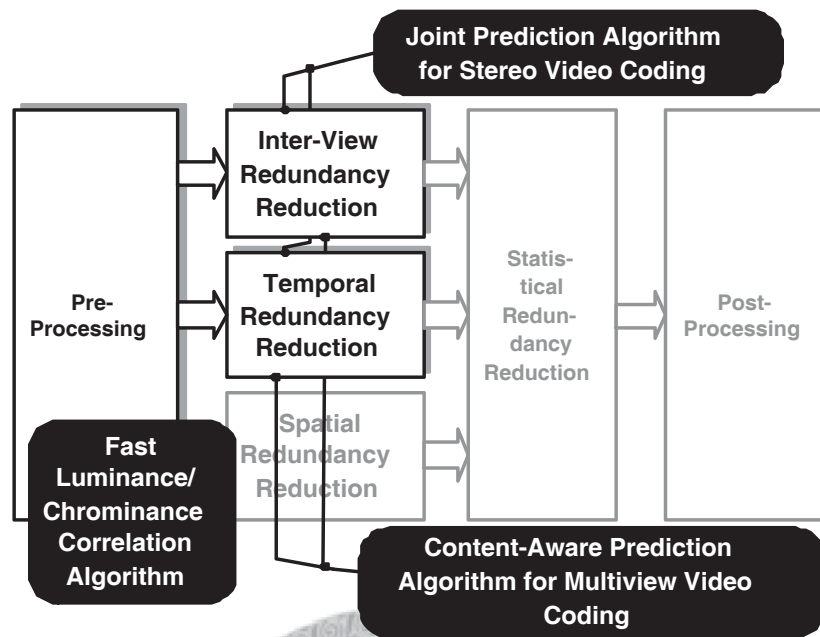 Joint Prediction Algorithm
for Stereo Video Coding
Inter-View
Redundancy
Reduction
Temporal
Redundancy
Reduction
Pre-
Processing
Statis-
tical
Redun-
dancy
Reduction
Post-
Processing
Spatial
Redundancy
Reduction
Fast
Luminance/
Chrominance
Correlation
Algorithm
Content-Aware Prediction
Algorithm for Multiview Video
Coding